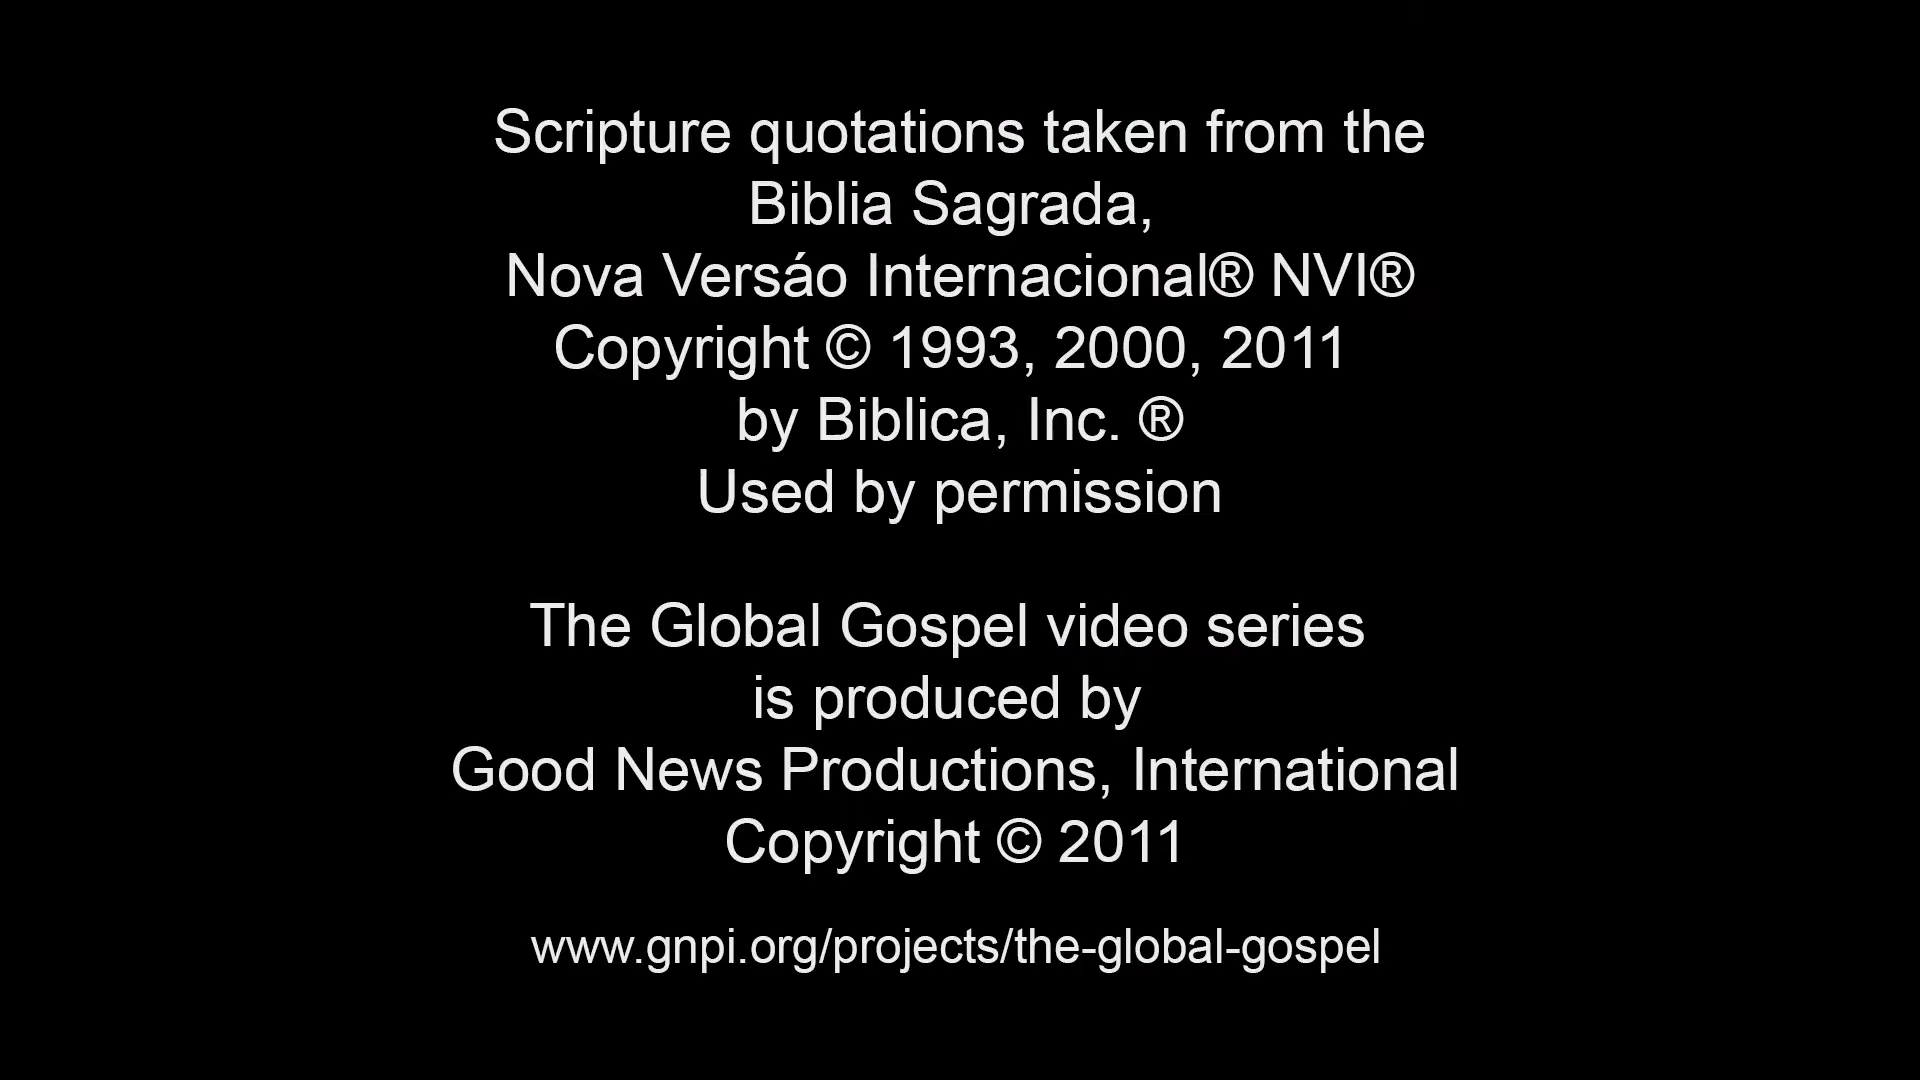 Scripture quotations taken from the
Biblia Sagrada,
Nova Versáo Internacional® NVI®
Copyright © 1993, 2000, 2011
by Biblica, Inc. ®
Used by permission
The Global Gospel video series
is produced by
Good News Productions, International
Copyright © 2011
www.gnpi.org/projects/the-global-gospel